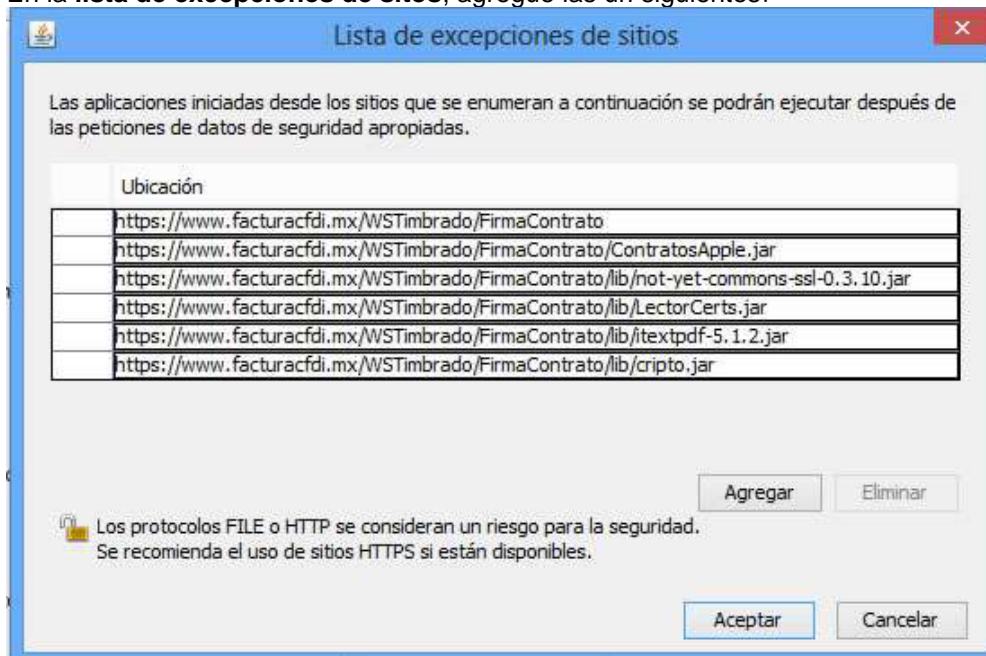 En la lista de excepciones de sitios, agregue las url siguientes:
Lista de excepciones de sitios
Las aplicaciones iniciadas desde los sitios que se enumeran a continuación se podrán ejecutar después de
las peticiones de datos de seguridad apropiadas.
Ubicación
https://www.facturacfdi.mx/WSTimbrado/FirmaContrato
https://www.facturacfdi.mx/WSTimbrado/FirmaContrato/ContratosApple.jar
https://www.facturacfdi.mx/WSTimbrado/FirmaContrato/lib/not-yet-commons-ssl-0.3.10.jar
https://www.facturacfdi.mx/WSTimbrado/FirmaContrato/lib/LectorCerts.jar
https://www.facturacfdi.mx/WSTimbrado/FirmaContrato/lib/itextpdf-5.1.2.jar
https://www.facturacfdi.mx/WSTimbrado/FirmaContrato/lib/cripto.jar
Agregar Eliminar
Los protocolos FILE o HTTP se consideran un riesgo para la seguridad.
Se recomienda el uso de sitios HTTPS si están disponibles.
Aceptar Cancelar